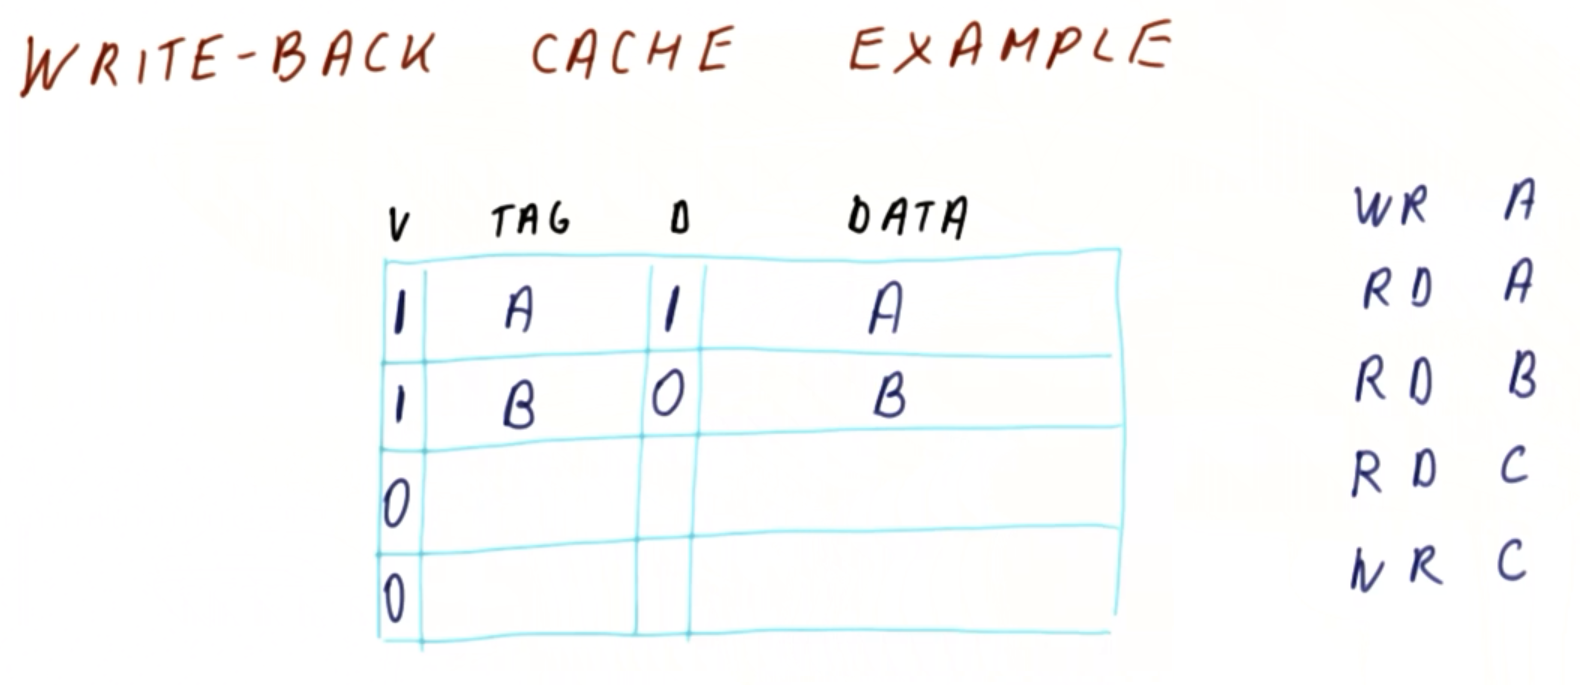 WRITE-BACK CACHE EXAMPLE
V TAG D DATA
1 A 1 A
1 B 0 B
0
0
WR A
RD A
RD B
RD C
WR C